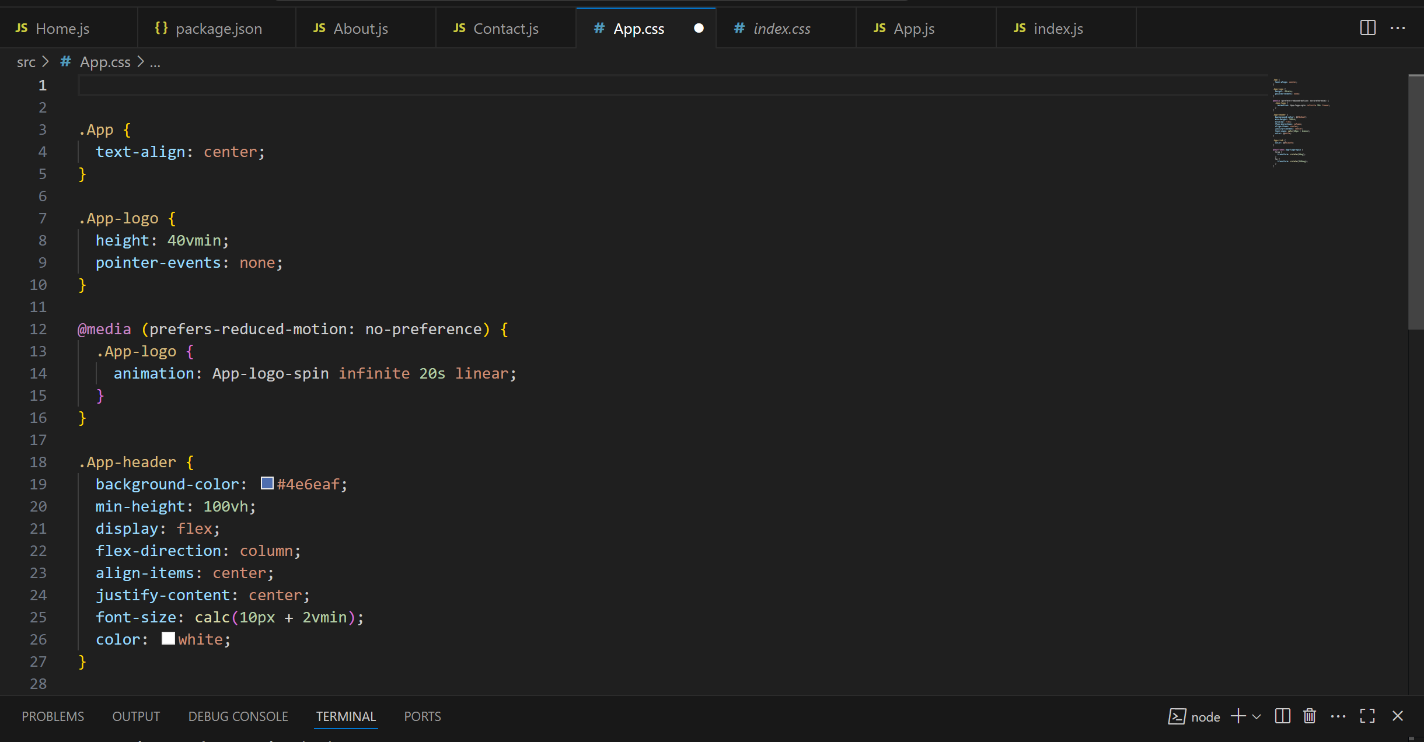 JS Home.js {} package.json JS About.js JS Contact.js # App.css # index.css JS App.js JS index.js ...
src > # App.css > ...
1
2
3 .App {
4 text-align: center;
5 }
6
7 .App-logo {
8 height: 40vmin;
9 pointer-events: none;
10 }
11
12 @media (prefers-reduced-motion: no-preference) {
13 .App-logo {
14 animation: App-logo-spin infinite 20s linear;
15 }
16 }
17
18 .App-header {
19 background-color: #4e6eaf;
20 min-height: 100vh;
21 display: flex;
22 flex-direction: column;
23 align-items: center;
24 justify-content: center;
25 font-size: calc(10px + 2vmin);
26 color: white;
27 }
28
PROBLEMS OUTPUT DEBUG CONSOLE TERMINAL PORTS node ...